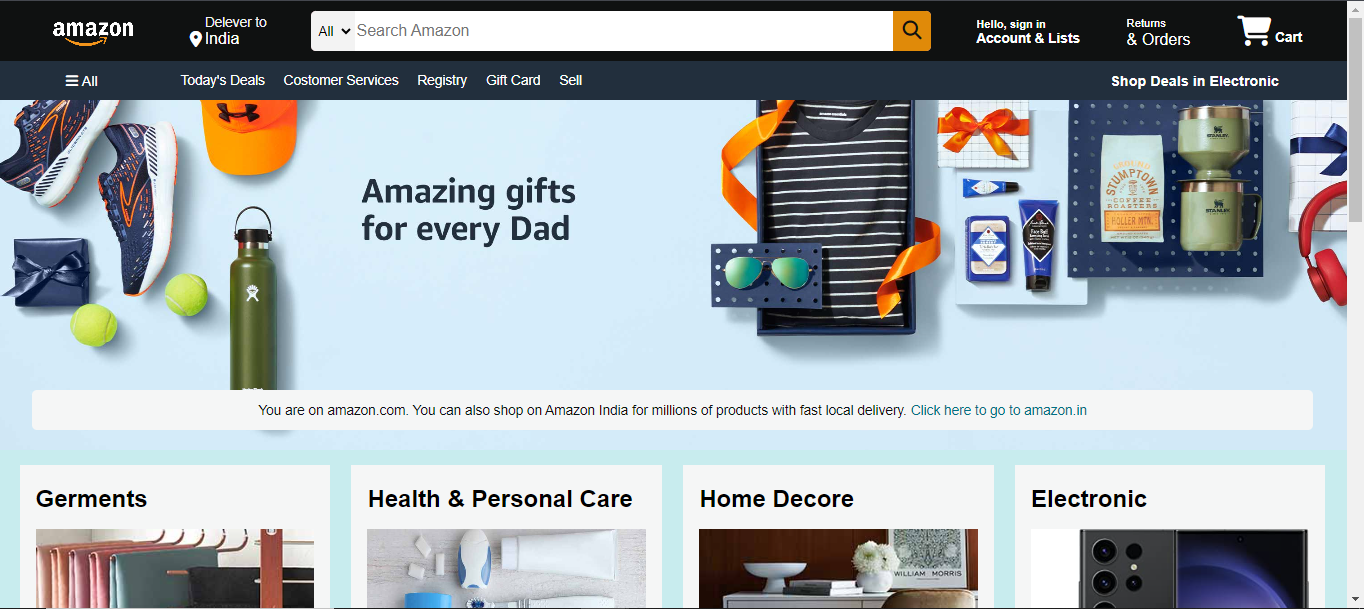 amazon
Delever to
India
All
Search Amazon
Hello, sign in
Account & Lists
Returns
& Orders
Cart
All
Today's Deals
Costomer Services
Registry
Gift Card
Sell
Shop Deals in Electronic
Amazing gifts
for every Dad
STUMPTOWN
COFFEE
ROASTERS
HOLLER MTN.
STANLEY
STANLEY
You are on amazon.com. You can also shop on Amazon India for millions of products with fast local delivery. Click here to go to amazon.in
Germents
Health & Personal Care
Home Decore
Electronic
WILLIAM MORRIS